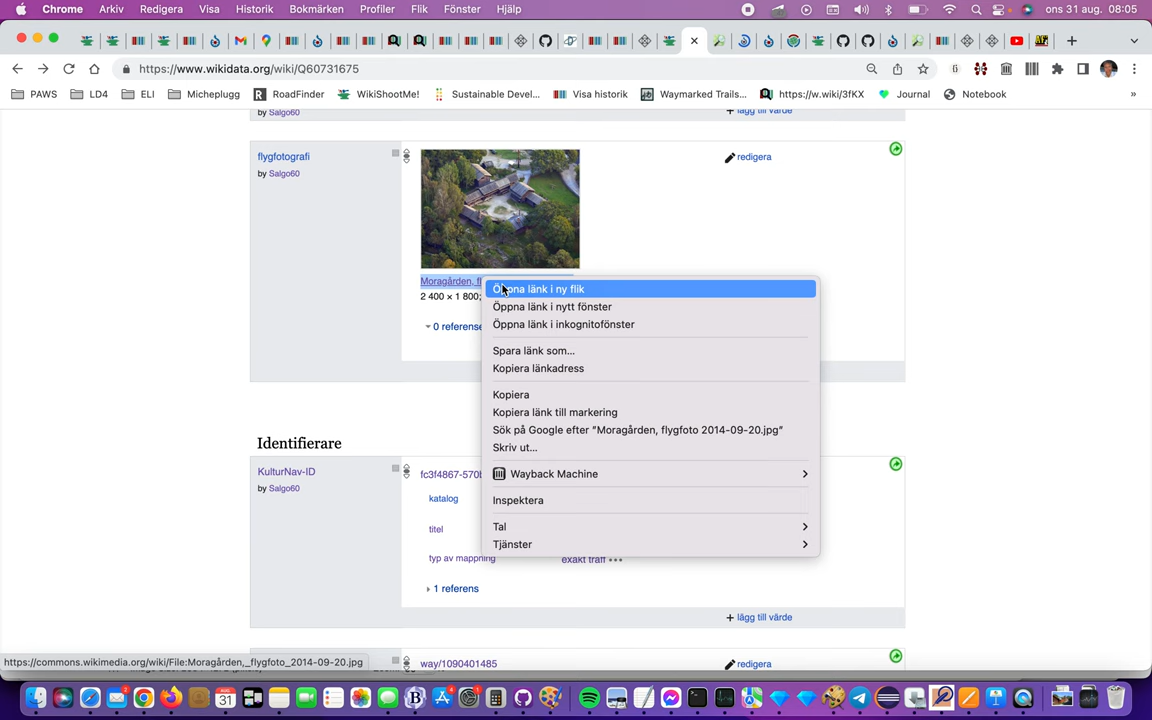 Chrome Arkiv Redigera Visa Historik Bokmärken Profiler Flik Fönster Hjälp ons 31 aug. 08:05
https://www.wikidata.org/wiki/Q60731675
PAWS LD4 ELI Micheplugg! RoadFinder WikiShootMe! Sustainable Devel... Visa historik Waymarked Trails... https://w.wiki/3fKX Journal Notebook »
by Salgo60
+ lägg till värde
flygfotografi
by Salgo60
redigera
Moragården, fl
2 400 × 1 800;
0 referense
Öppna länk i ny flik
Öppna länk i nytt fönster
Öppna länk i inkognitofönster
Spara länk som...
Kopiera länkadress
Kopiera
Kopiera länk till markering
Sök på Google efter ”Moragården, flygfoto 2014-09-20.jpg”
Skriv ut...
Wayback Machine
Inspektera
Tal
Tjänster
Identifierare
KulturNav-ID
by Salgo60
fc3f4867-570b
katalog
titel
typ av mappning
exakt träff
1 referens
+ lägg till värde
https://commons.wikimedia.org/wiki/File:Moragården,_flygfoto_2014-09-20.jpg
way/1090401485
redigera